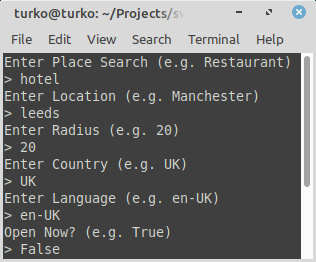 turko@turko: ~/Projects/sw
File Edit View Search Terminal Help
Enter Place Search (e.g. Restaurant)
> hotel
Enter Location (e.g. Manchester)
> leeds
Enter Radius (e.g. 20)
> 20
Enter Country (e.g. UK)
> UK
Enter Language (e.g. en-UK)
> en-UK
Open Now? (e.g. True)
> False